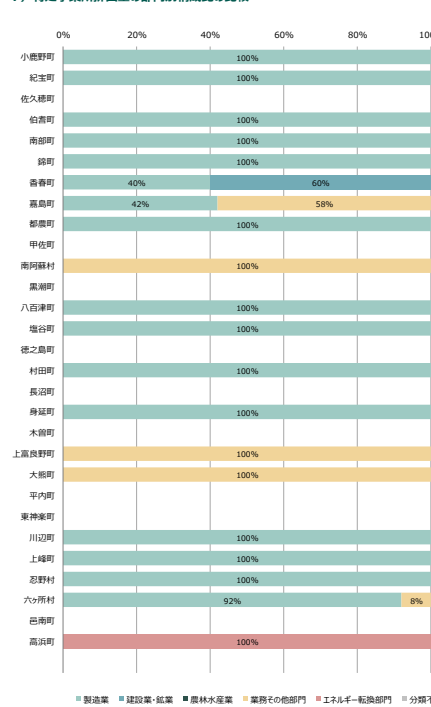 0% 20% 40% 60% 80%
小鹿野町 100%
紀宝町 100%
佐久穂町
伯耆町 100%
南部町 100%
錦町 100%
香春町 40% 60%
嘉島町 42% 58%
都農町 100%
甲佐町
南阿蘇村 100%
黒潮町
八百津町 100%
塩谷町 100%
徳之島町
村田町 100%
長沼町
身延町 100%
木曽町
上富良野町 100%
大熊町 100%
平内町
東神楽町
川辺町 100%
上峰町 100%
忍野村 100%
六ヶ所村 92% 8%
邑南町
高浜町 100%
製造業 建設業・鉱業 農林水産業 業務その他部門 エネルギー転換部門